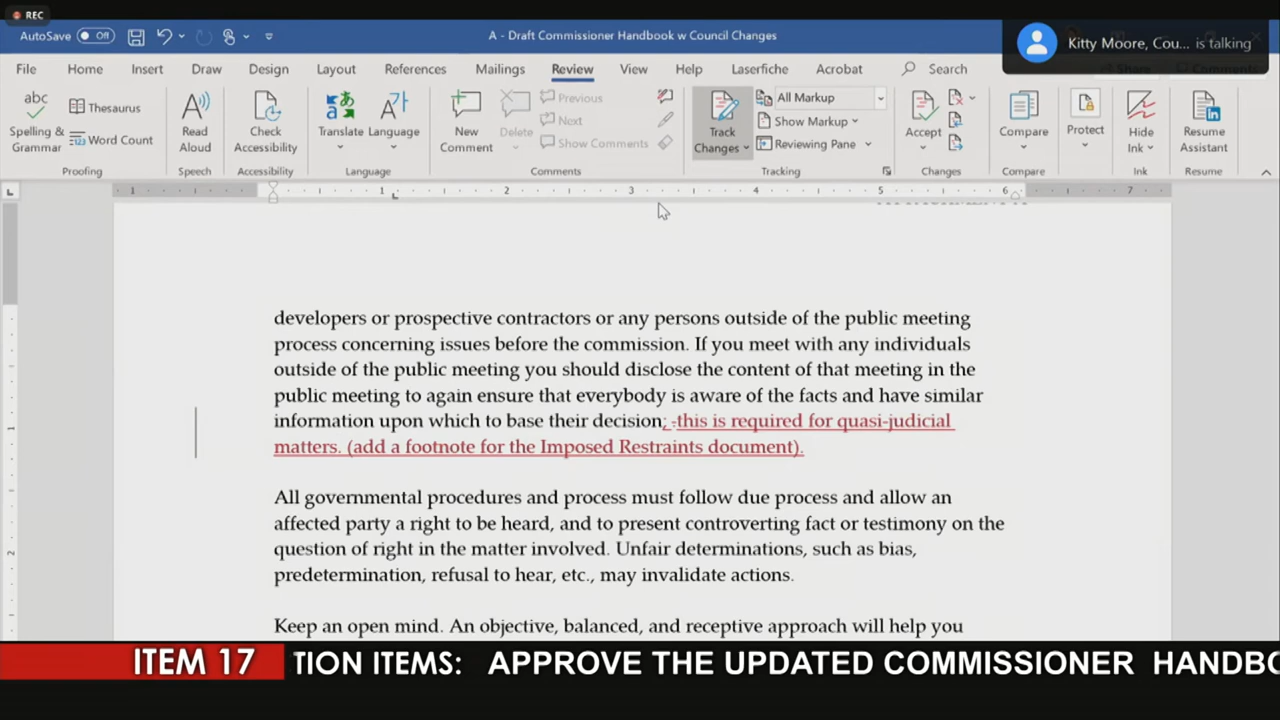 REC
AutoSave Off
A - Draft Commissioner Handbook w Council Changes
Kitty Moore, Cou... is talking
File Home Insert Draw Design Layout References Mailings Review View Help Laserfiche Acrobat Search
abc
Spelling & Grammar
Thesaurus
Word Count
Read Aloud
Check Accessibility
Translate
Language
New Comment
Delete
Previous
Next
Show Comments
Track Changes
All Markup
Show Markup
Reviewing Pane
Accept
Compare
Protect
Hide Ink
Resume Assistant
Proofing Speech Accessibility Language Comments Tracking Changes Compare Ink Resume
1 1 2 3 4 5 6 7
developers or prospective contractors or any persons outside of the public meeting
process concerning issues before the commission. If you meet with any individuals
outside of the public meeting you should disclose the content of that meeting in the
public meeting to again ensure that everybody is aware of the facts and have similar
information upon which to base their decision; -this is required for quasi-judicial
matters. (add a footnote for the Imposed Restraints document).
All governmental procedures and process must follow due process and allow an
affected party a right to be heard, and to present controverting fact or testimony on the
question of right in the matter involved. Unfair determinations, such as bias,
predetermination, refusal to hear, etc., may invalidate actions.
Keep an open mind. An objective, balanced, and receptive approach will help you
1
2
ITEM 17 TION ITEMS: APPROVE THE UPDATED COMMISSIONER HANDBO